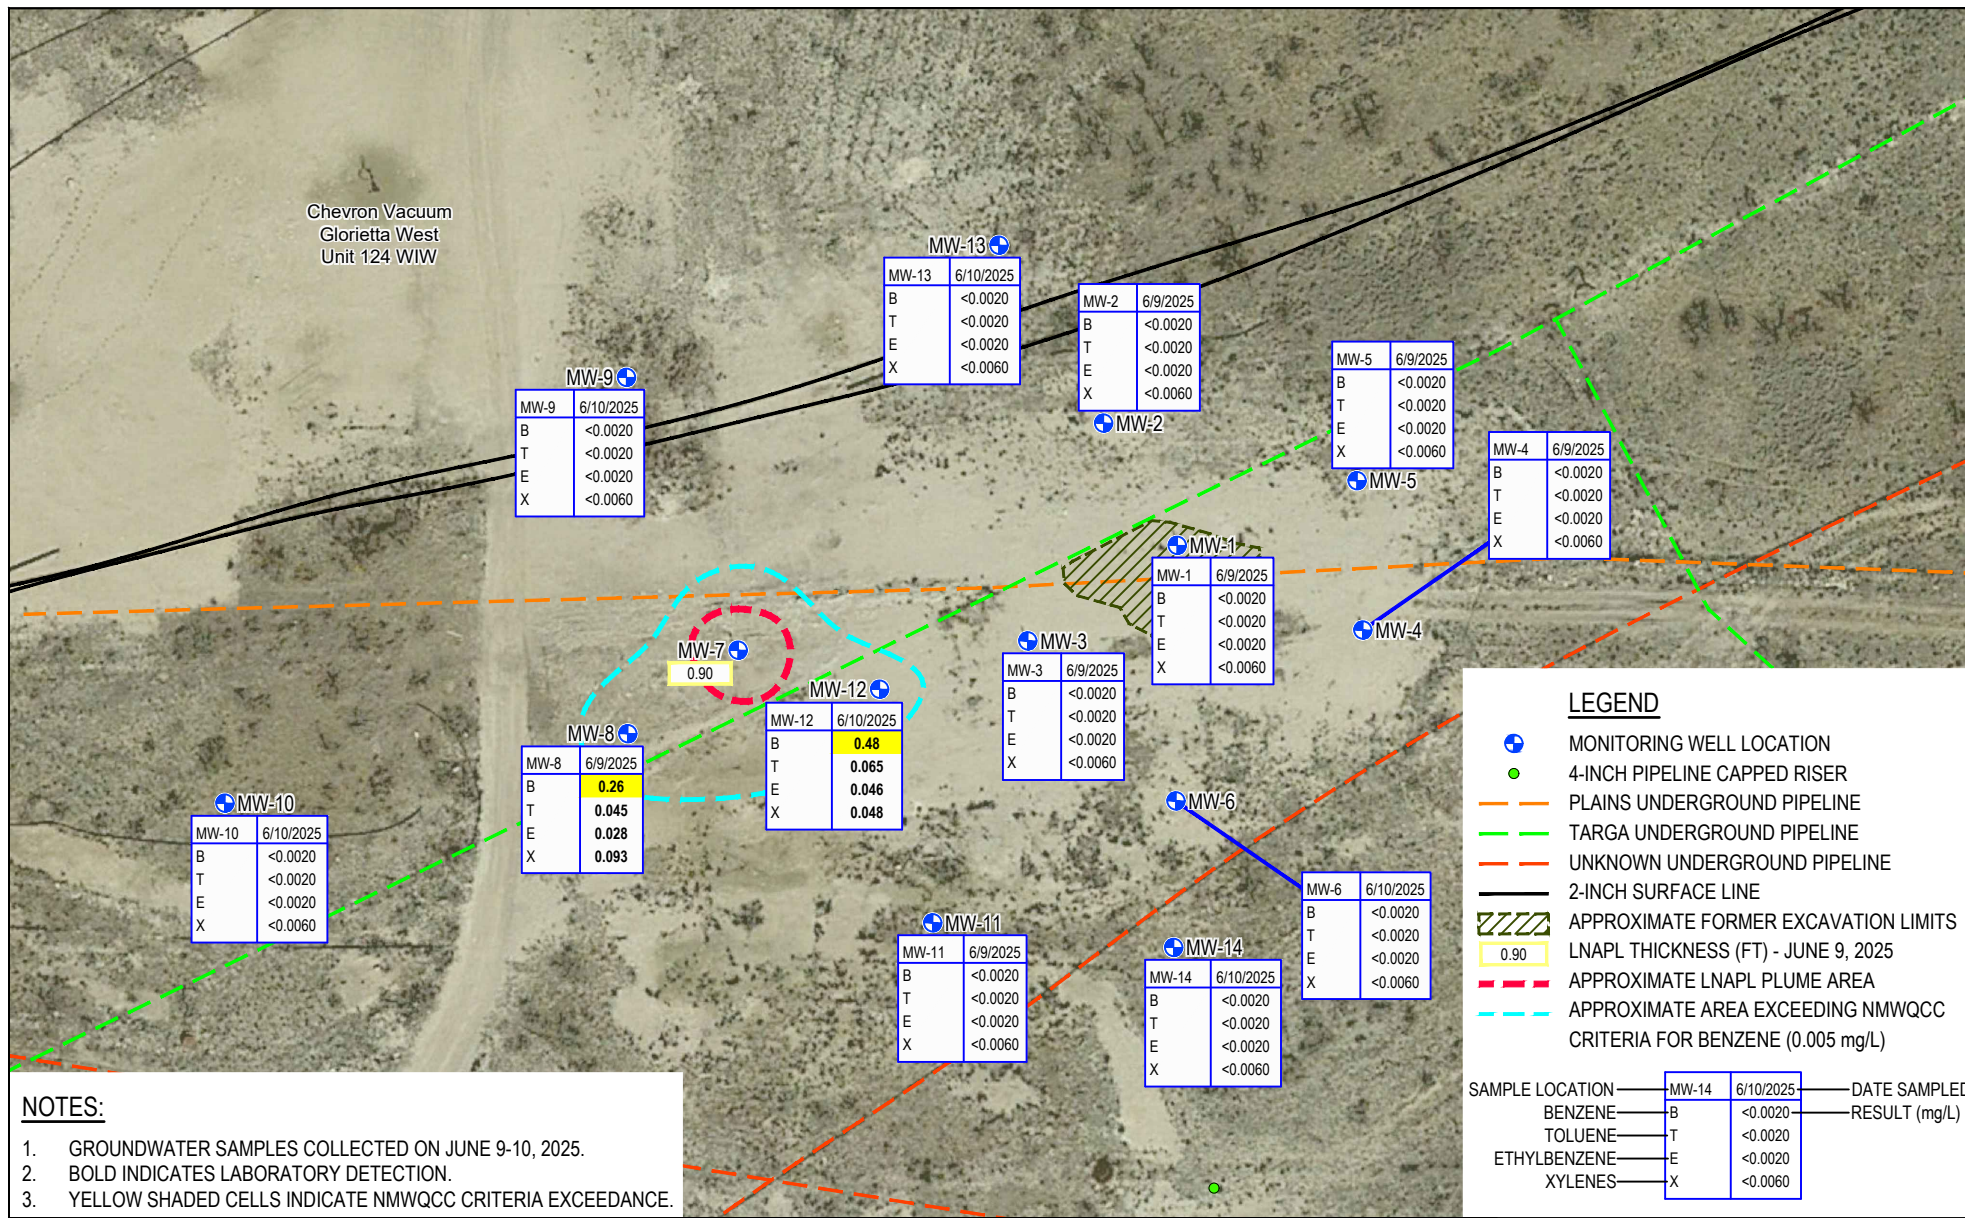 Chevron Vacuum
Glorietta West
Unit 124 WIW
MW-13
MW-13 6/10/2025
B <0.0020
T <0.0020
E <0.0020
X <0.0060
MW-2 6/9/2025
B <0.0020
T <0.0020
E <0.0020
X <0.0060
MW-2
MW-5 6/9/2025
B <0.0020
T <0.0020
E <0.0020
X <0.0060
MW-5
MW-9
MW-9 6/10/2025
B <0.0020
T <0.0020
E <0.0020
X <0.0060
MW-4 6/9/2025
B <0.0020
T <0.0020
E <0.0020
X <0.0060
MW-4
MW-1
MW-1 6/9/2025
B <0.0020
T <0.0020
E <0.0020
X <0.0060
MW-3
MW-3 6/9/2025
B <0.0020
T <0.0020
E <0.0020
X <0.0060
MW-7
0.90
MW-12
MW-12 6/10/2025
B 0.48
T 0.065
E 0.046
X 0.048
MW-8
MW-8 6/9/2025
B 0.26
T 0.045
E 0.028
X 0.093
MW-10
MW-10 6/10/2025
B <0.0020
T <0.0020
E <0.0020
X <0.0060
MW-6
MW-6 6/10/2025
B <0.0020
T <0.0020
E <0.0020
X <0.0060
MW-11
MW-11 6/9/2025
B <0.0020
T <0.0020
E <0.0020
X <0.0060
MW-14
MW-14 6/10/2025
B <0.0020
T <0.0020
E <0.0020
X <0.0060
LEGEND
MONITORING WELL LOCATION
4-INCH PIPELINE CAPPED RISER
PLAINS UNDERGROUND PIPELINE
TARGA UNDERGROUND PIPELINE
UNKNOWN UNDERGROUND PIPELINE
2-INCH SURFACE LINE
APPROXIMATE FORMER EXCAVATION LIMITS
0.90 LNAPL THICKNESS (FT) - JUNE 9, 2025
APPROXIMATE LNAPL PLUME AREA
APPROXIMATE AREA EXCEEDING NMWQCC
CRITERIA FOR BENZENE (0.005 mg/L)
SAMPLE LOCATION MW-14 6/10/2025 DATE SAMPLED
BENZENE B <0.0020 RESULT (mg/L)
TOLUENE T <0.0020
ETHYLBENZENE E <0.0020
XYLENES X <0.0060
NOTES:
1. GROUNDWATER SAMPLES COLLECTED ON JUNE 9-10, 2025.
2. BOLD INDICATES LABORATORY DETECTION.
3. YELLOW SHADED CELLS INDICATE NMWQCC CRITERIA EXCEEDANCE.